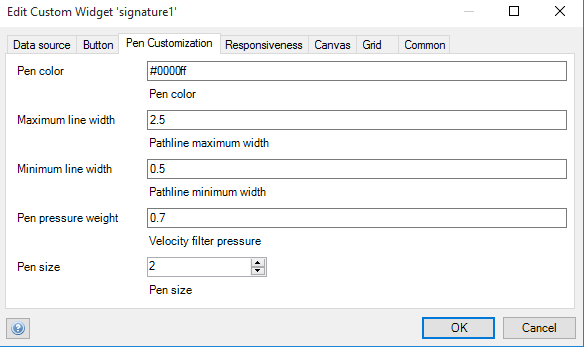 Edit Custom Widget 'signature1'
Data source Button Pen Customization Responsiveness Canvas Grid Common
Pen color #0000ff
Pen color
Maximum line width 2.5
Pathline maximum width
Minimum line width 0.5
Pathline minimum width
Pen pressure weight 0.7
Velocity filter pressure
Pen size 2
Pen size
? OK Cancel